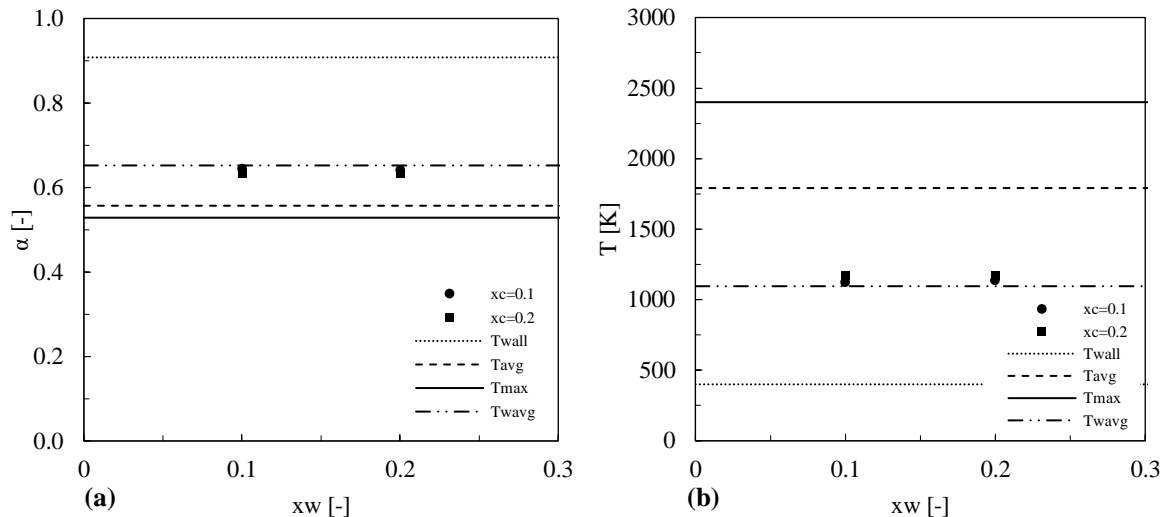 1.0
0.8
0.6
0.4
0.2
0.0
α [-]
0
0.1
0.2
0.3
xw [-]
(a)
xc=0.1
xc=0.2
Twall
Tavg
Tmax
Twavg
3000
2500
2000
1500
1000
500
0
T [K]
0
0.1
0.2
0.3
xw [-]
(b)
xc=0.1
xc=0.2
Twall
Tavg
Tmax
Twavg